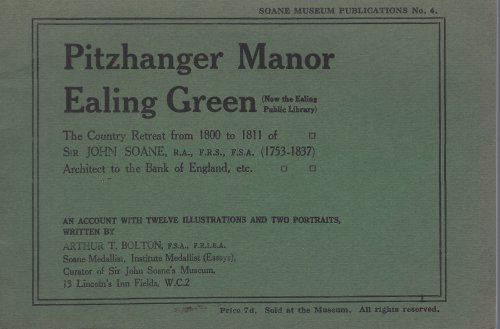 SOANE MUSEUM PUBLICATIONS No. 4.
Pitzhanger Manor
Ealing Green (Now the Ealing
Public Library)
The Country Retreat from 1800 to 1811 of
SIR JOHN SOANE, R.A., F.R.S., F.S.A. (1753-1837)
Architect to the Bank of England, etc.
AN ACCOUNT WITH TWELVE ILLUSTRATIONS AND TWO PORTRAITS,
WRITTEN BY
ARTHUR T. BOLTON, F.S.A., F.R.I.B.A.
Soane Medallist, Institute Medallist (Essays),
Curator of Sir John Soane's Museum,
13 Lincoln's Inn Fields, W.C.2
Price 7d. Sold at the Museum. All rights reserved.